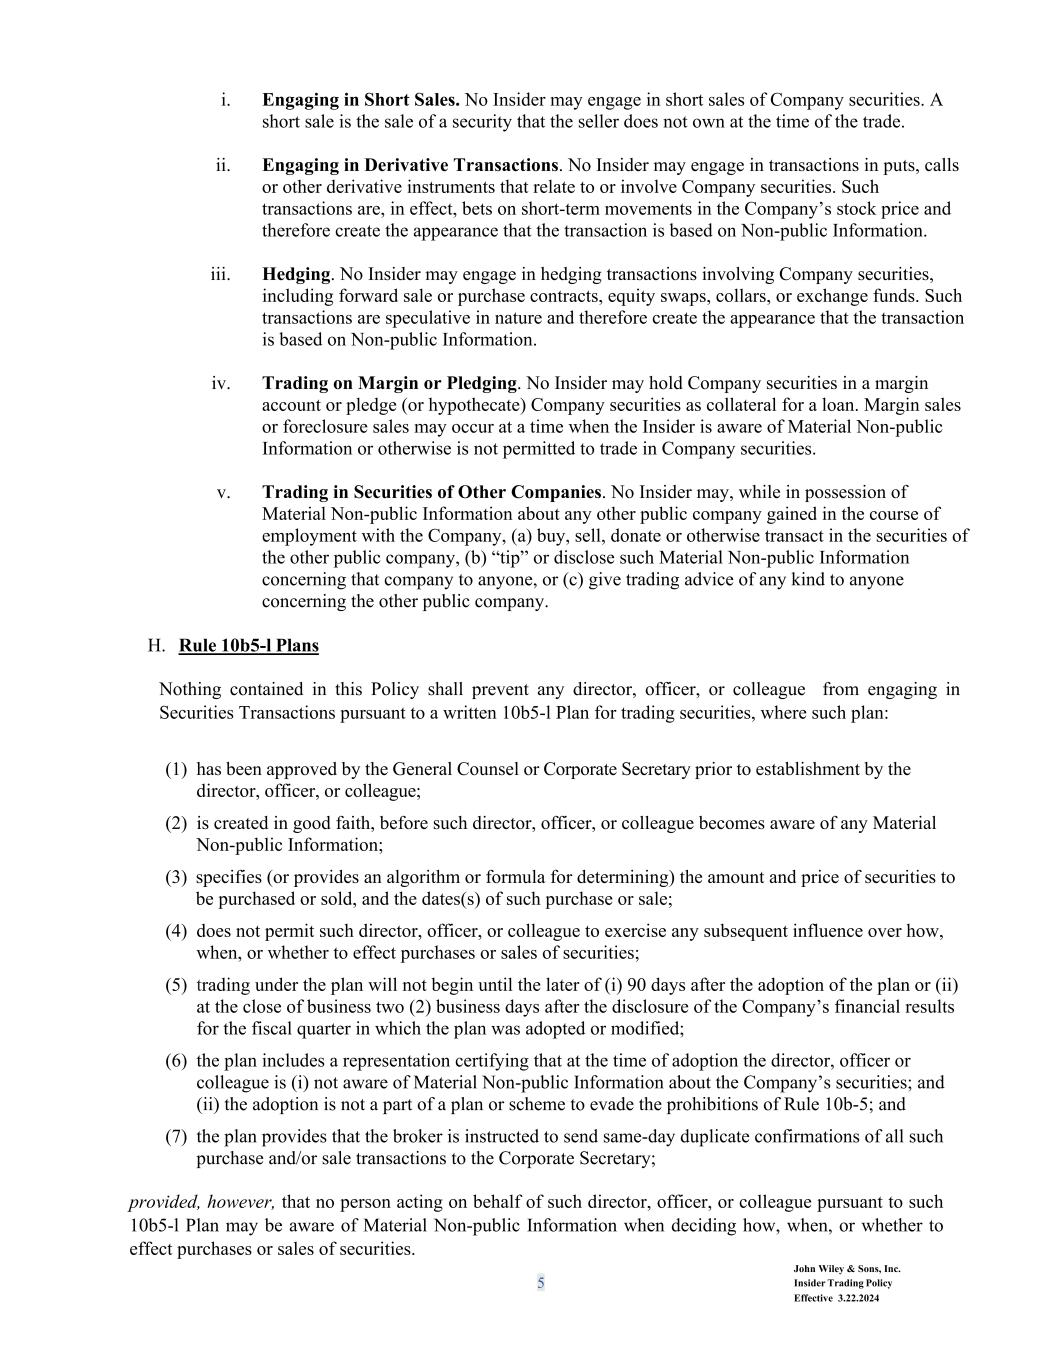 i. Engaging in Short Sales. No Insider may engage in short sales of Company securities. A
short sale is the sale of a security that the seller does not own at the time of the trade.
ii. Engaging in Derivative Transactions. No Insider may engage in transactions in puts, calls
or other derivative instruments that relate to or involve Company securities. Such
transactions are, in effect, bets on short-term movements in the Company’s stock price and
therefore create the appearance that the transaction is based on Non-public Information.
iii. Hedging. No Insider may engage in hedging transactions involving Company securities,
including forward sale or purchase contracts, equity swaps, collars, or exchange funds. Such
transactions are speculative in nature and therefore create the appearance that the transaction
is based on Non-public Information.
iv. Trading on Margin or Pledging. No Insider may hold Company securities in a margin
account or pledge (or hypothecate) Company securities as collateral for a loan. Margin sales
or foreclosure sales may occur at a time when the Insider is aware of Material Non-public
Information or otherwise is not permitted to trade in Company securities.
v. Trading in Securities of Other Companies. No Insider may, while in possession of
Material Non-public Information about any other public company gained in the course of
employment with the Company, (a) buy, sell, donate or otherwise transact in the securities of
the other public company, (b) “tip” or disclose such Material Non-public Information
concerning that company to anyone, or (c) give trading advice of any kind to anyone
concerning the other public company.
H. Rule 10b5-l Plans
Nothing contained in this Policy shall prevent any director, officer, or colleague from engaging in
Securities Transactions pursuant to a written 10b5-l Plan for trading securities, where such plan:
(1) has been approved by the General Counsel or Corporate Secretary prior to establishment by the
director, officer, or colleague;
(2) is created in good faith, before such director, officer, or colleague becomes aware of any Material
Non-public Information;
(3) specifies (or provides an algorithm or formula for determining) the amount and price of securities to
be purchased or sold, and the dates(s) of such purchase or sale;
(4) does not permit such director, officer, or colleague to exercise any subsequent influence over how,
when, or whether to effect purchases or sales of securities;
(5) trading under the plan will not begin until the later of (i) 90 days after the adoption of the plan or (ii)
at the close of business two (2) business days after the disclosure of the Company’s financial results
for the fiscal quarter in which the plan was adopted or modified;
(6) the plan includes a representation certifying that at the time of adoption the director, officer or
colleague is (i) not aware of Material Non-public Information about the Company’s securities; and
(ii) the adoption is not a part of a plan or scheme to evade the prohibitions of Rule 10b-5; and
(7) the plan provides that the broker is instructed to send same-day duplicate confirmations of all such
purchase and/or sale transactions to the Corporate Secretary;
provided, however, that no person acting on behalf of such director, officer, or colleague pursuant to such
10b5-l Plan may be aware of Material Non-public Information when deciding how, when, or whether to
effect purchases or sales of securities.
5
John Wiley & Sons, Inc.
Insider Trading Policy
Effective 3.22.2024